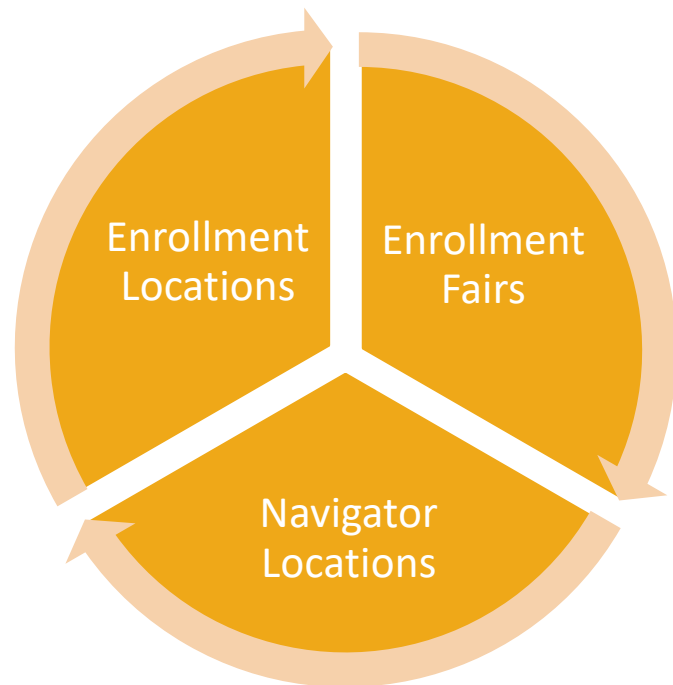 Enrollment
Locations
Enrollment
Fairs
Navigator
Locations